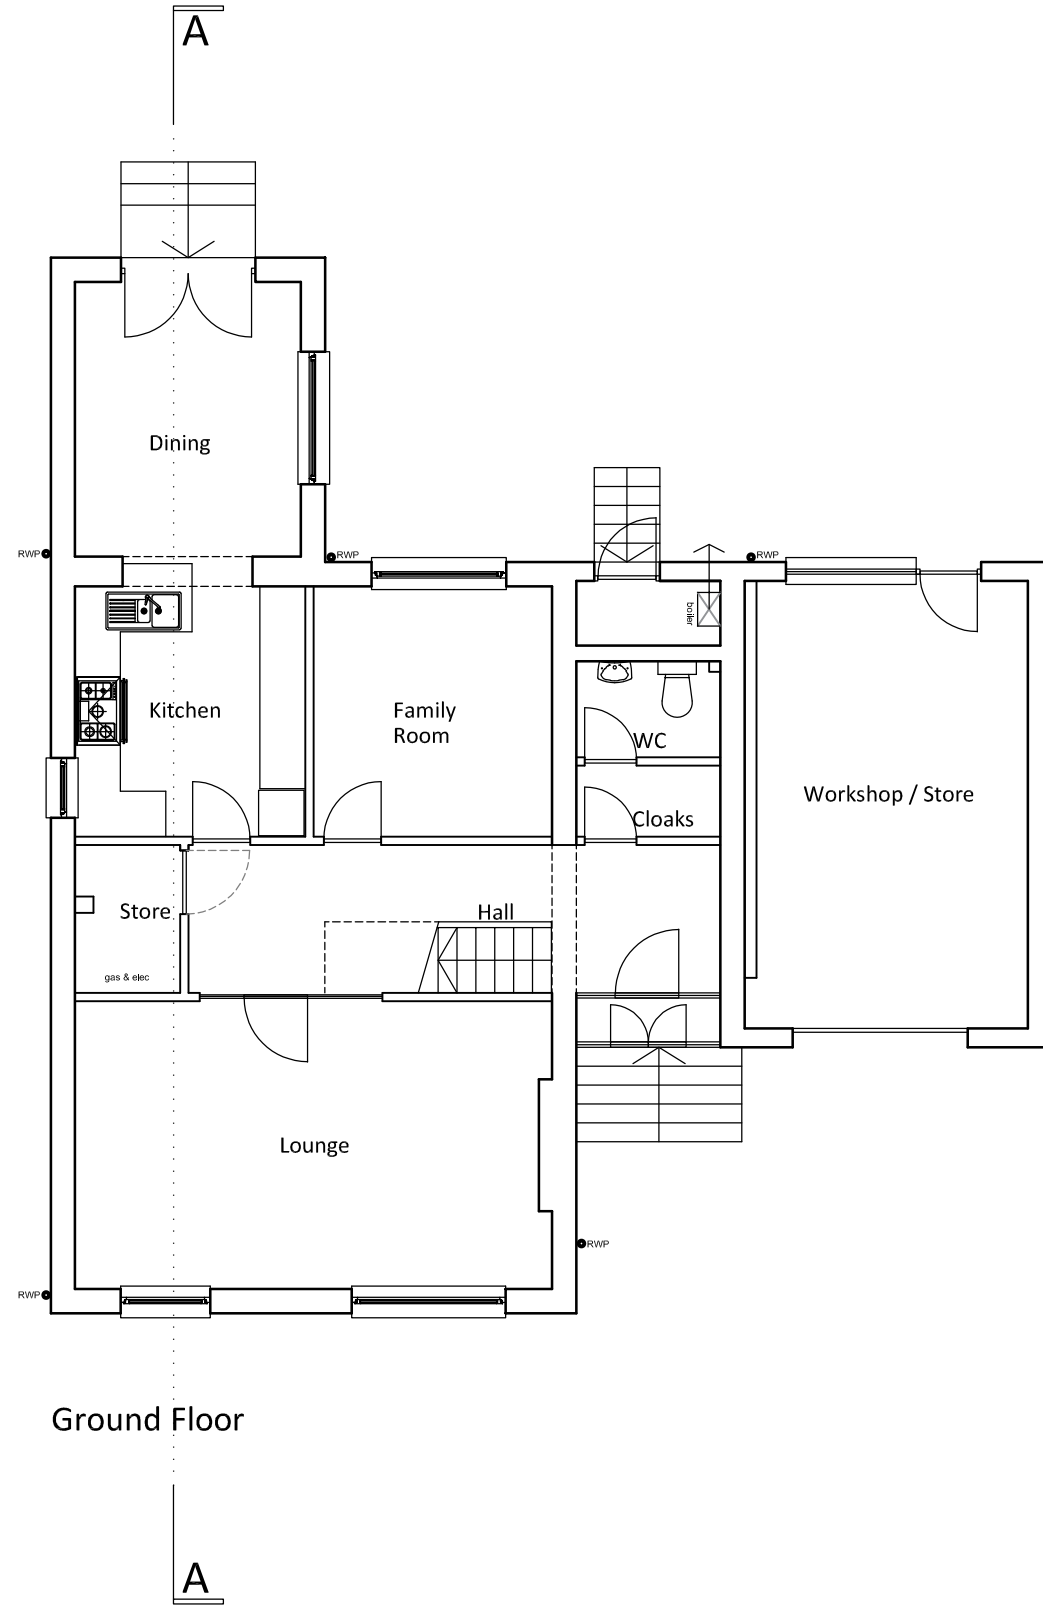 A
Dining
RWP
RWP
RWP
boiler
Kitchen
Family
Room
WC
Workshop / Store
Cloaks
Store
Hall
gas & elec
Lounge
RWP
RWP
Ground Floor
A